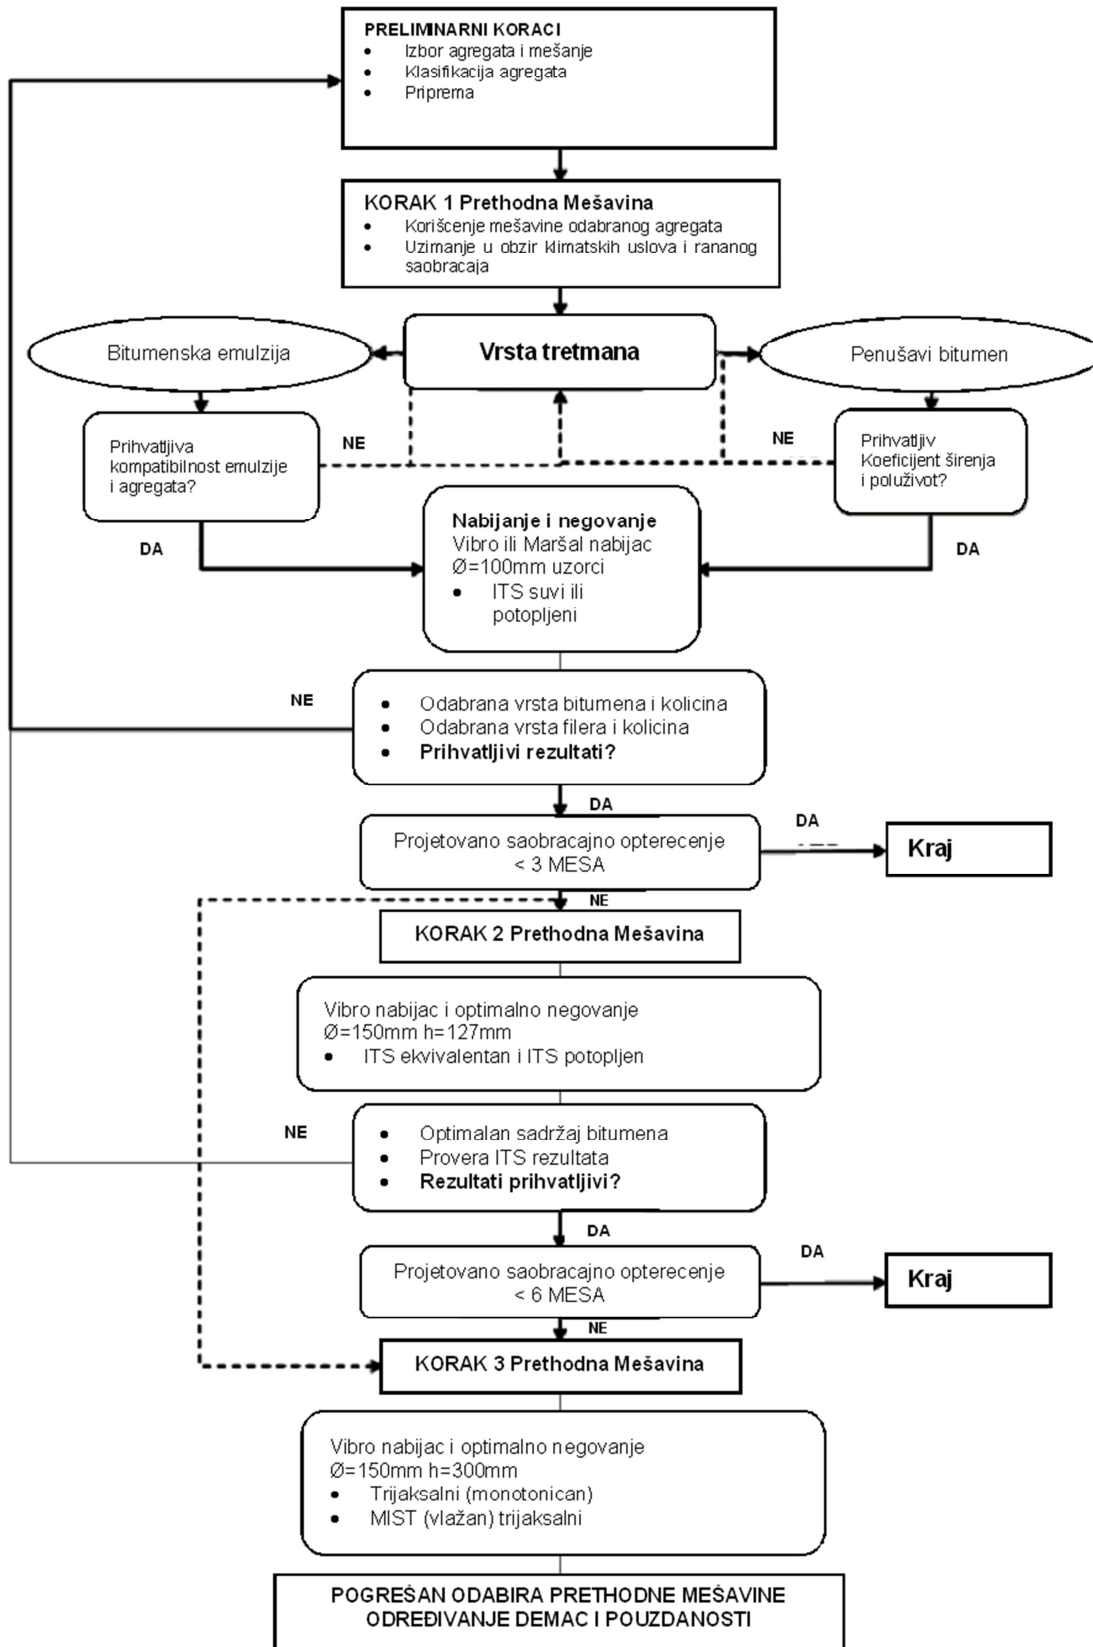 PRELIMINARNI KORACI
• Izbor agregata i mešanje
• Klasifikacija agregata
• Priprema
KORAK 1 Prethodna Mešavina
• Korišcenje mešavine odabranog agregata
• Uzimanje u obzir klimatskih uslova i rananog
saobracaja
Bitumenska emulzija
Vrsta tretmana
Penušavi bitumen
Prihvatljiva
kompatibilnost emulzije
i agregata?
NE
NE
Prihvatljiv
Koeficijent širenja
i poluživot?
DA
DA
Nabijanje i negovanje
Vibro ili Maršal nabijac
Ø=100mm uzorci
• ITS suvi ili
potopljeni
NE
• Odabrana vrsta bitumena i kolicina
• Odabrana vrsta filera i kolicina
• Prihvatljivi rezultati?
DA
Projetovano saobracajno opterecenje
< 3 MESA
DA
Kraj
NE
KORAK 2 Prethodna Mešavina
Vibro nabijac i optimalno negovanje
Ø=150mm h=127mm
• ITS ekvivalentan i ITS potopljen
NE
• Optimalan sadržaj bitumena
• Provera ITS rezultata
• Rezultati prihvatljivi?
DA
Projetovano saobracajno opterecenje
< 6 MESA
DA
Kraj
NE
KORAK 3 Prethodna Mešavina
Vibro nabijac i optimalno negovanje
Ø=150mm h=300mm
• Trijaksalni (monotonican)
• MIST (vlažan) trijaksalni
POGREŠAN ODABIRA PRETHODNE MEŠAVINE
ODREĐIVANJE DEMAC I POUZDANOSTI